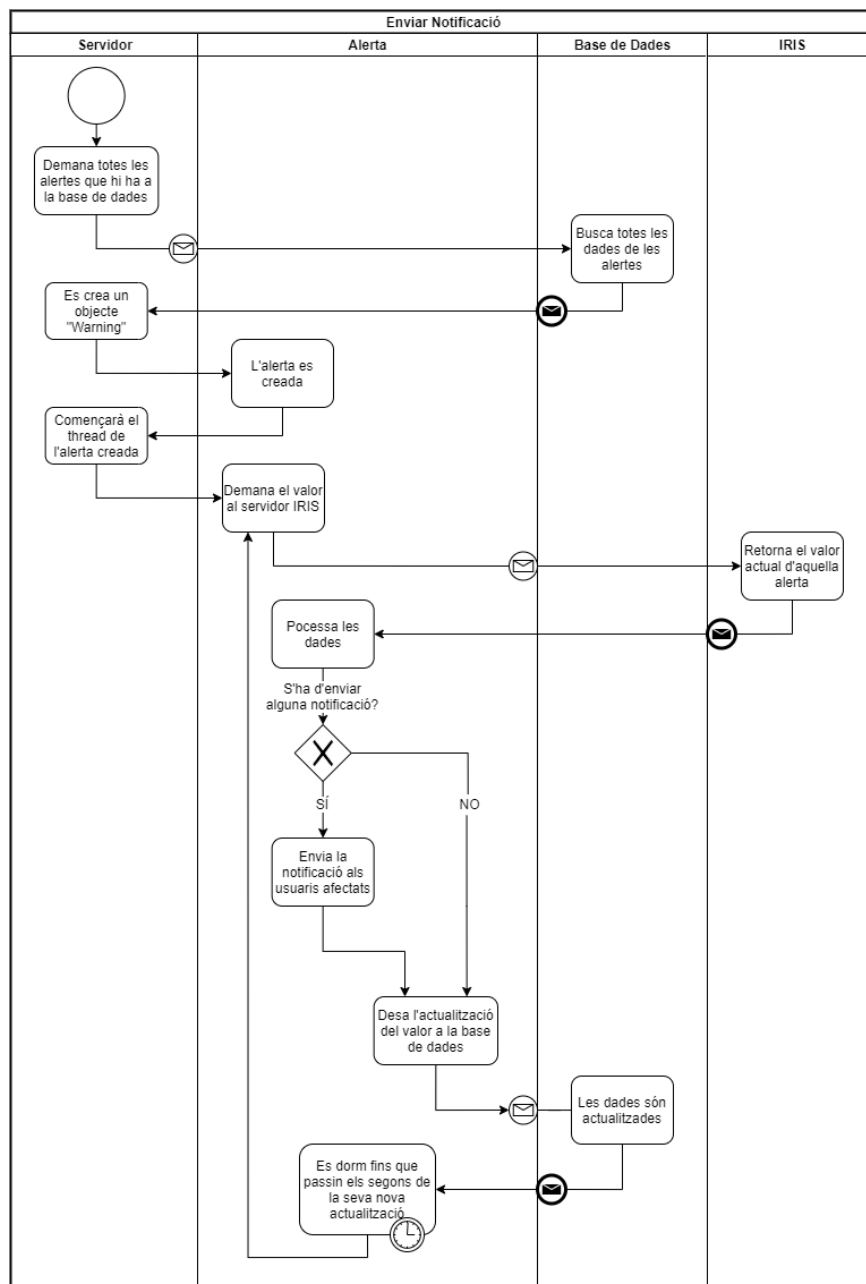 Enviar Notificació
Servidor
Alerta
Base de Dades
IRIS
Demana totes les
alertes que hi ha a
la base de dades
Busca totes les
dades de les
alertes
Es crea un
objecte
"Warning"
L'alerta es
creada
Començarà el
thread de
l'alerta creada
Demana el valor
al servidor IRIS
Retorna el valor
actual d'aquella
alerta
Pocessa les
dades
S'ha d'enviar
alguna notificació?
SÍ
NO
Envia la
notificació als
usuaris afectats
Desa l'actualització
del valor a la base
de dades
Les dades són
actualitzades
Es dorm fins que
passin els segons de
la seva nova
actualització